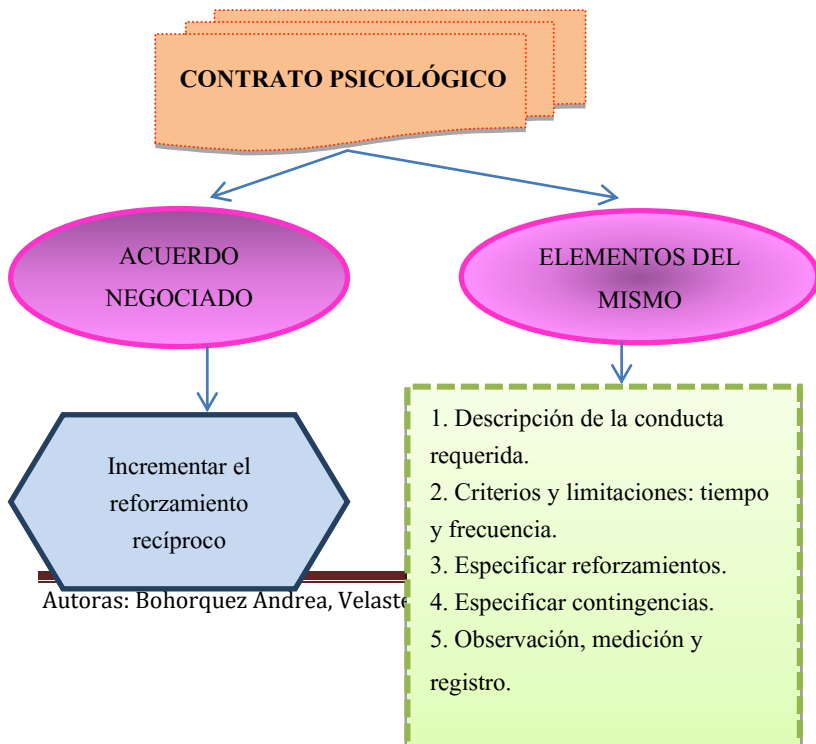 CONTRATO PSICOLÓGICO
ACUERDO
NEGOCIADO
ELEMENTOS DEL
MISMO
Incrementar el
reforzamiento
recíproco
1. Descripción de la conducta
requerida.
2. Criterios y limitaciones: tiempo
y frecuencia.
3. Especificar reforzamientos.
4. Especificar contingencias.
5. Observación, medición y
registro.
Autoras: Bohorquez Andrea,